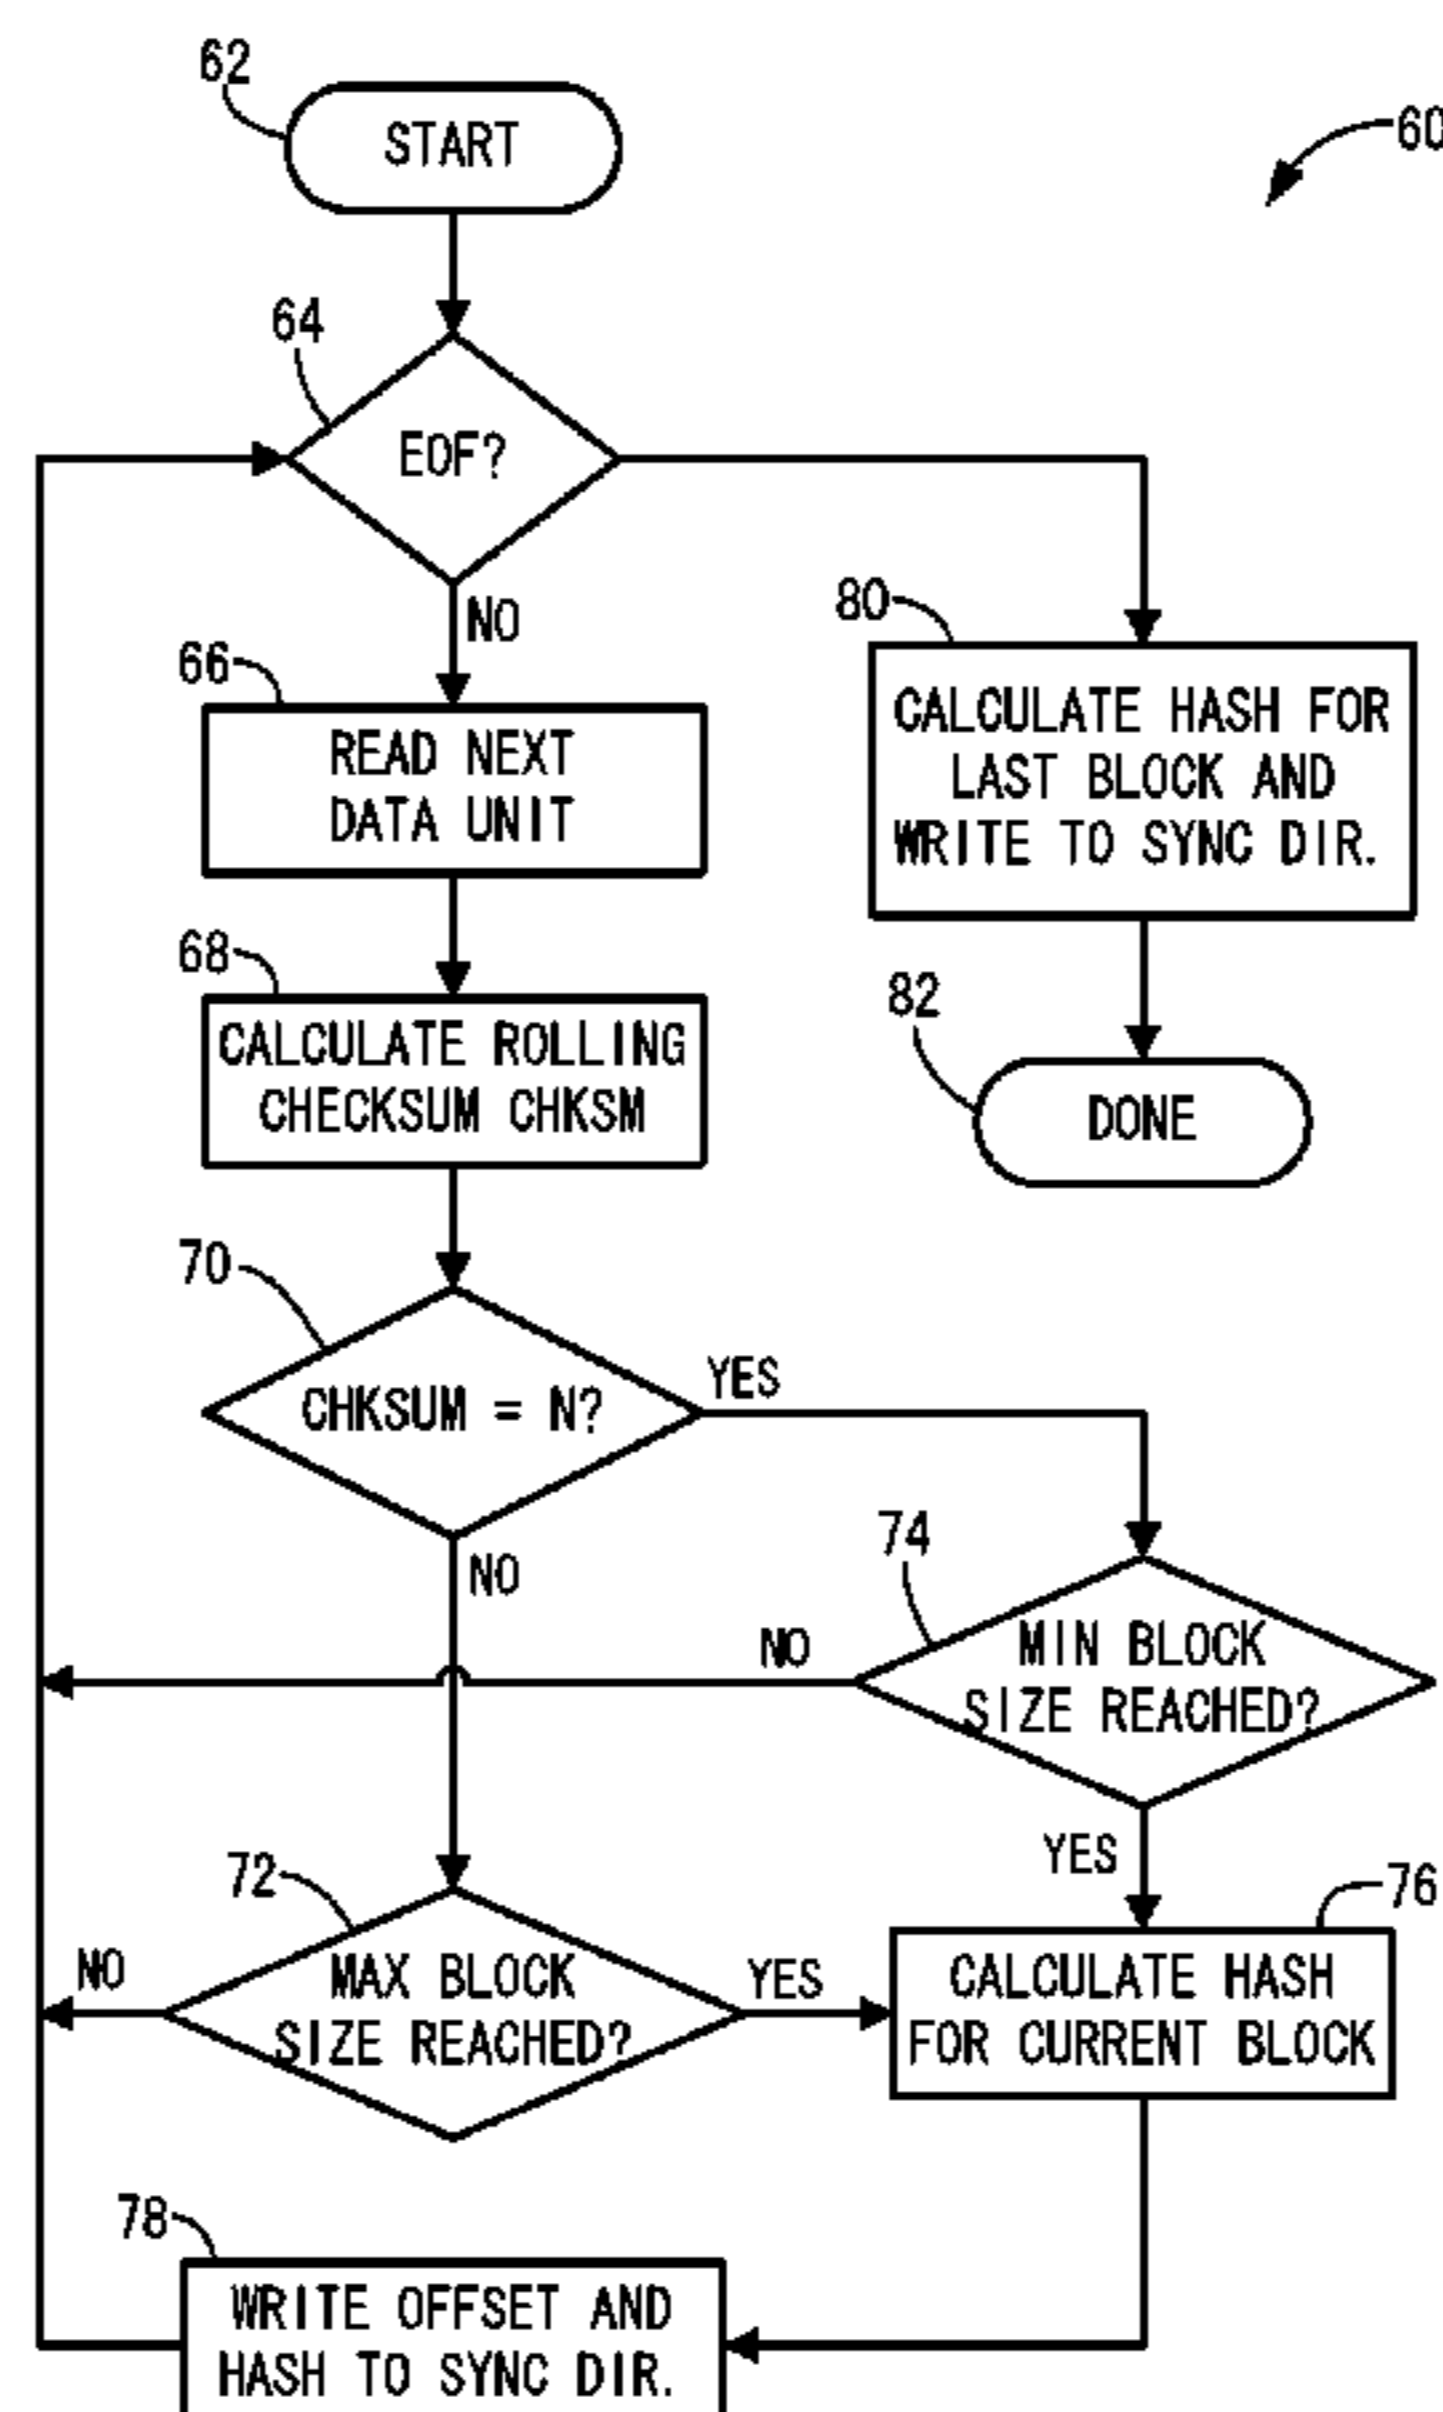 62
START
60
64
EOF?
NO
80
66
READ NEXT
DATA UNIT
CALCULATE HASH FOR
LAST BLOCK AND
WRITE TO SYNC DIR.
68
CALCULATE ROLLING
CHECKSUM CHKSM
82
DONE
70
CHKSUM = N?
YES
NO
74
MIN BLOCK
SIZE REACHED?
NO
YES
72
MAX BLOCK
SIZE REACHED?
NO
YES
76
CALCULATE HASH
FOR CURRENT BLOCK
78
WRITE OFFSET AND
HASH TO SYNC DIR.